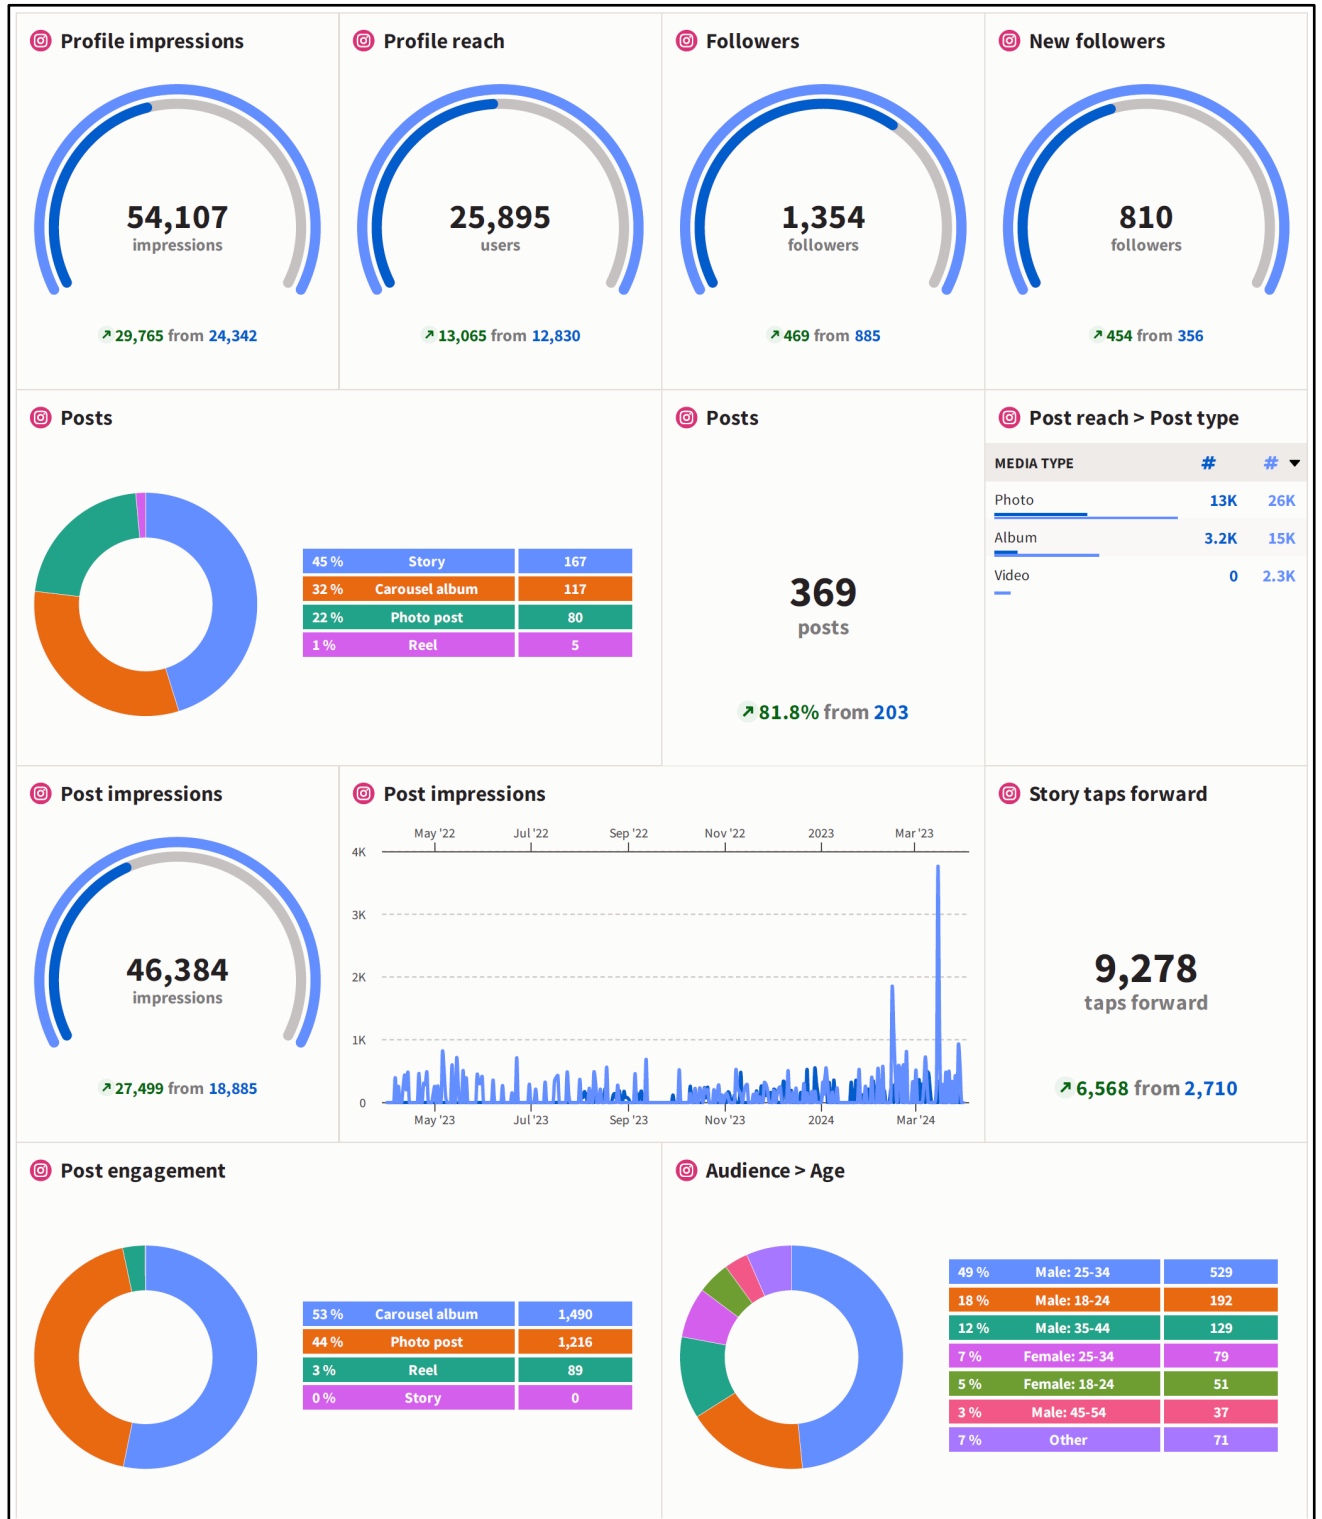 Profile impressions
54,107
impressions
29,765 from 24,342
Profile reach
25,895
users
13,065 from 12,830
Followers
1,354
followers
469 from 885
New followers
810
followers
454 from 356
Posts
45 % Story 167
32 % Carousel album 117
22 % Photo post 80
1 % Reel 5
Posts
369
posts
81.8% from 203
Post reach > Post type
MEDIA TYPE # #
Photo 13K 26K
Album 3.2K 15K
Video 0 2.3K
Post impressions
46,384
impressions
27,499 from 18,885
Post impressions
May '22 Jul '22 Sep '22 Nov '22 2023 Mar '23
4K
3K
2K
1K
0
May '23 Jul '23 Sep '23 Nov '23 2024 Mar '24
Story taps forward
9,278
taps forward
6,568 from 2,710
Post engagement
53 % Carousel album 1,490
44 % Photo post 1,216
3 % Reel 89
0 % Story 0
Audience > Age
49 % Male: 25-34 529
18 % Male: 18-24 192
12 % Male: 35-44 129
7 % Female: 25-34 79
5 % Female: 18-24 51
3 % Male: 45-54 37
7 % Other 71